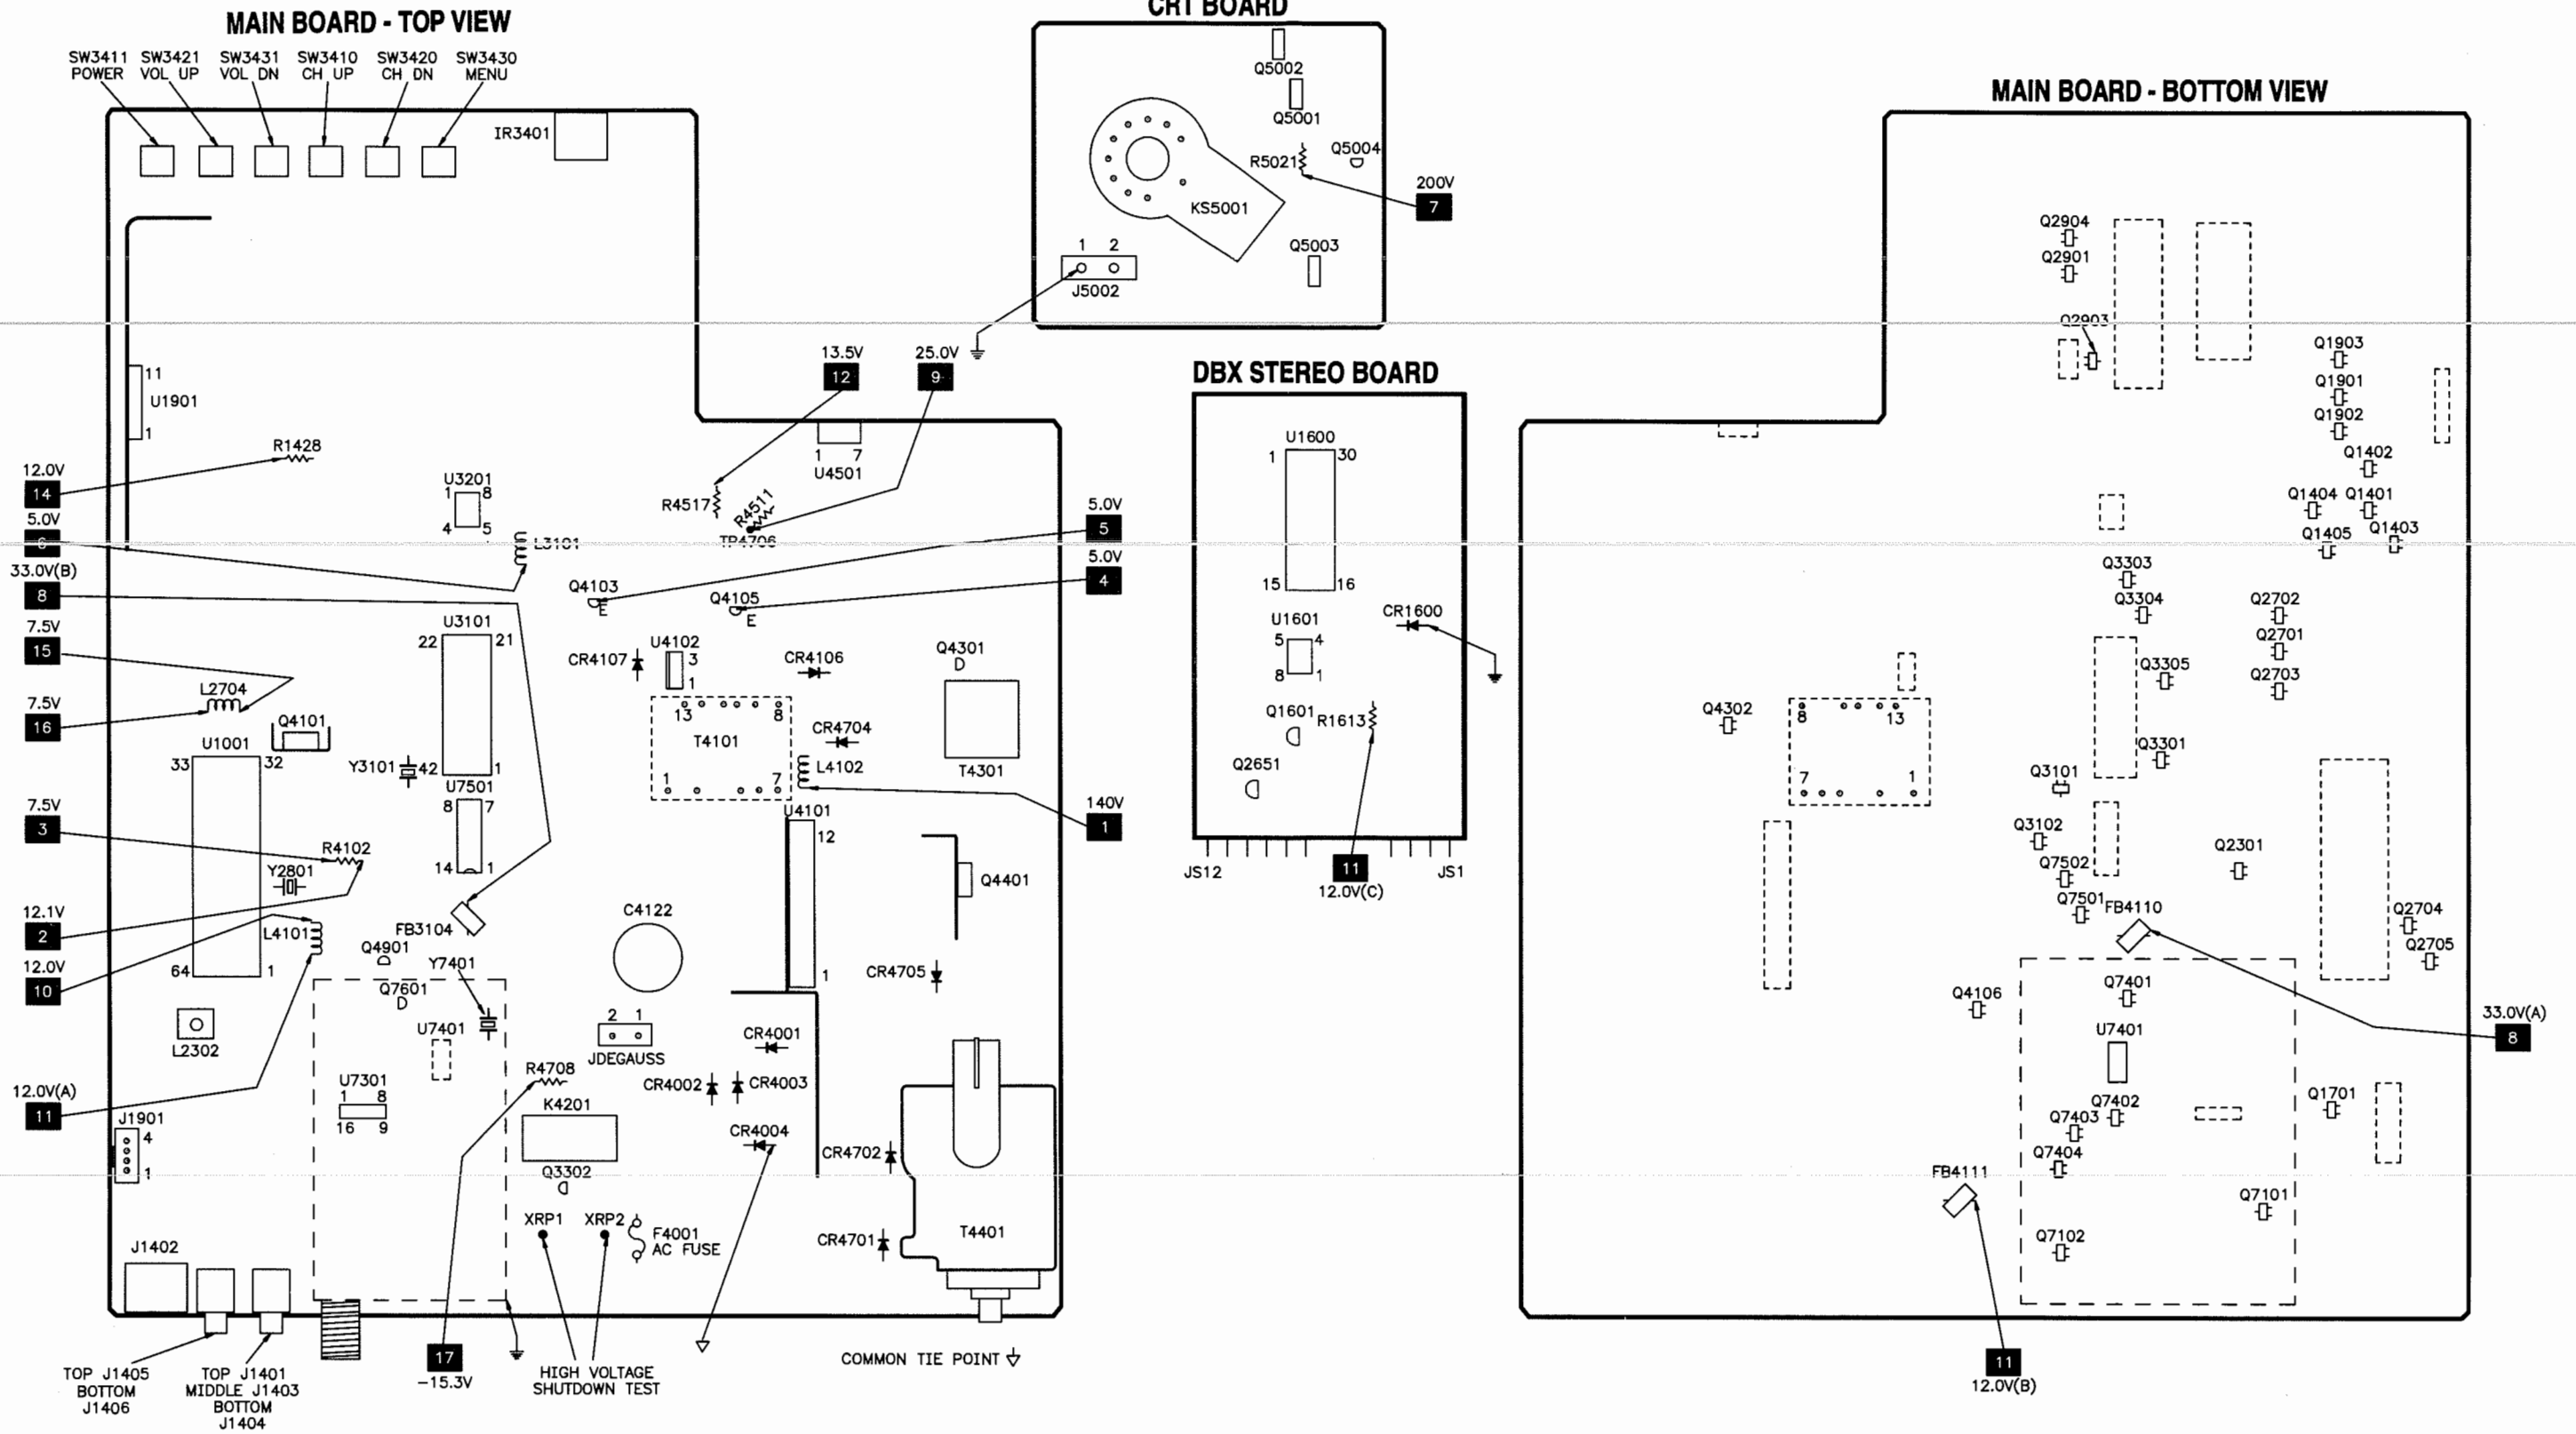 MAIN BOARD - TOP VIEW
SW3411
POWER
SW3421
VOL UP
SW3431
VOL DN
SW3410
CH UP
SW3420
CH DN
SW3430
MENU
IR3401
11
U1901
1
R1428
12.0V
14
5.0V
6
33.0V(B)
8
7.5V
15
7.5V
16
7.5V
3
12.1V
2
12.0V
10
12.0V(A)
11
U3201
1
8
4
5
L3101
13.5V
12
25.0V
9
1
7
U4501
R4517
R4511
TP4706
5.0V
5
5.0V
4
Q4103
E
Q4105
E
U3101
22
21
42
1
U4102
3
1
CR4107
CR4106
Q4301
D
L2704
Q4101
U1001
33
32
64
1
Y3101
U7501
8
7
14
1
13
8
T4101
1
7
CR4704
L4102
T4301
140V
1
U4101
12
1
R4102
Y2801
L4101
FB3104
Q4901
Y7401
Q7601
D
U7401
C4122
Q4401
CR4705
L2302
2
1
JDEGAUSS
CR4001
CR4002
CR4003
R4708
U7301
1
8
16
9
K4201
CR4004
Q3302
J1901
4
1
CR4702
CR4701
T4401
XRP1
XRP2
F4001
AC FUSE
J1402
TOP J1405
BOTTOM
J1406
TOP J1401
MIDDLE J1403
BOTTOM
J1404
17
-15.3V
HIGH VOLTAGE
SHUTDOWN TEST
COMMON TIE POINT
CRT BOARD
Q5002
Q5001
R5021
Q5004
KS5001
200V
7
1
2
J5002
Q5003
DBX STEREO BOARD
U1600
1
30
15
16
U1601
5
4
8
1
CR1600
Q1601
R1613
Q2651
JS12
JS1
11
12.0V(C)
MAIN BOARD - BOTTOM VIEW
Q2904
Q2901
Q2903
Q1903
Q1901
Q1902
Q1402
Q1404
Q1401
Q1405
Q1403
Q3303
Q3304
Q2702
Q2701
Q3305
Q2703
Q4302
8
13
7
1
Q3301
Q3101
Q3102
Q7502
Q2301
Q7501
FB4110
Q2704
Q2705
Q4106
Q7401
U7401
33.0V(A)
8
Q7402
Q7403
Q7404
Q1701
FB4111
Q7101
Q7102
11
12.0V(B)